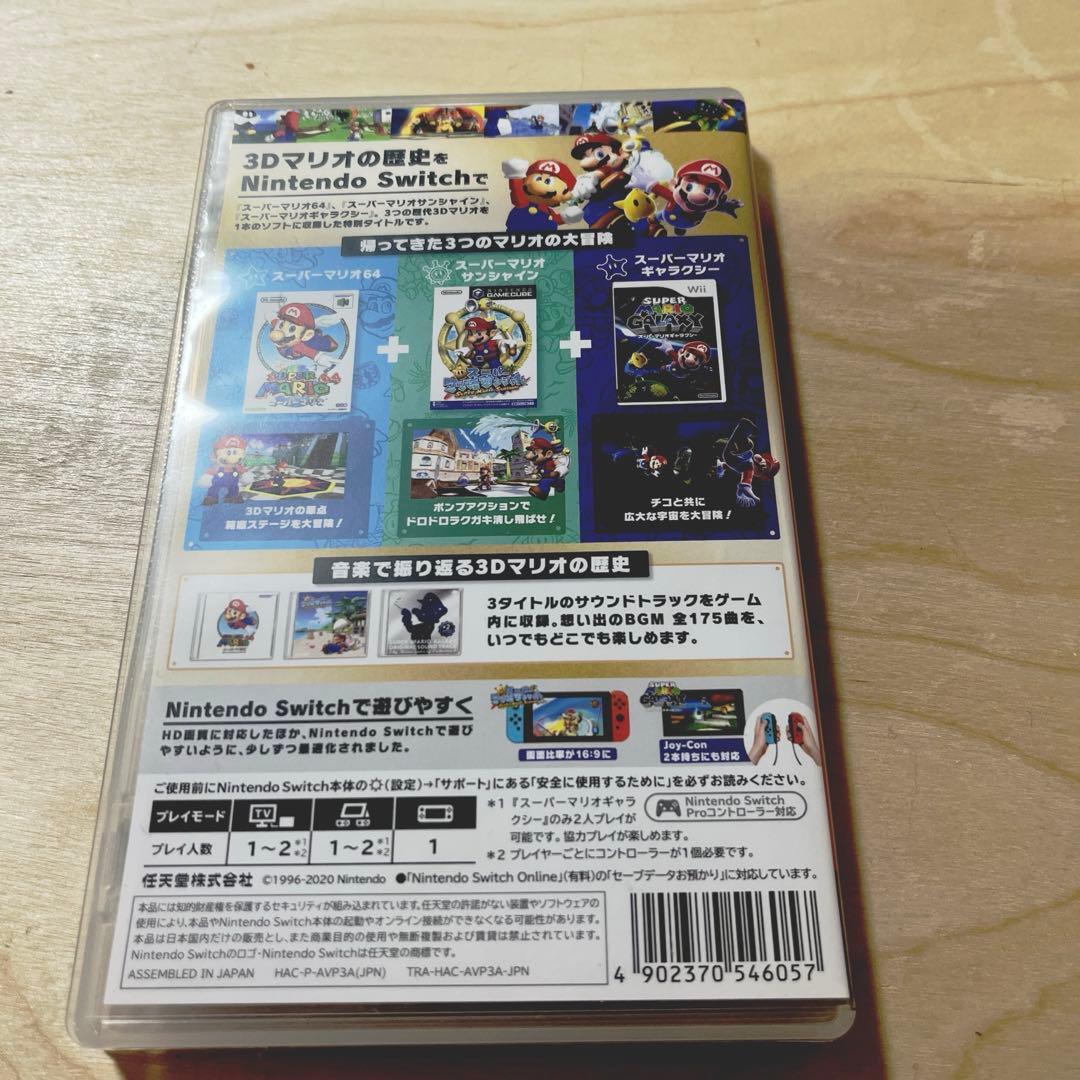 3Dマリオの歴史を
Nintendo Switchで
『スーパーマリオ64』、『スーパーマリオサンシャイン』、
『スーパーマリオギャラクシー』。3つの歴代3Dマリオを
1本のソフトに収録した特別タイトルです。
帰ってきた3つのマリオの大冒険
スーパーマリオ64
スーパーマリオ
サンシャイン
スーパーマリオ
ギャラクシー
NINTENDO
GAMECUBE
Wii
SUPER
MARIO
GALAXY
スーパーマリオギャラクシー
SUPER
MARIO 64
+
+
3Dマリオの原点
箱庭ステージを大冒険!
ポンプアクションで
ドロドロラクガキ消し飛ばせ!
チコと共に
広大な宇宙を大冒険!
音楽で振り返る3Dマリオの歴史
3タイトルのサウンドトラックをゲーム
内に収録。想い出のBGM 全175曲を、
いつでもどこでも楽しめます。
SUPER MARIO GALAXY
ORIGINAL SOUND TRACK
Nintendo Switchで遊びやすく
HD画質に対応したほか、Nintendo Switchで遊び
やすいように、少しずつ最適化されました。
画面比率が16:9に
SUPER
MARIO
GALAXY
Joy-Con
2本持ちにも対応
ご使用前にNintendo Switch本体の(設定)→「サポート」にある「安全に使用するために」を必ずお読みください。
プレイモード TV
プレイ人数 1～2 *1 *2 1～2 *1 *2 1
*1『スーパーマリオギャラ
クシー』のみ2人プレイが
可能です。協力プレイが楽しめます。
*2 プレイヤーごとにコントローラーが1個必要です。
Nintendo Switch
Proコントローラー対応
任天堂株式会社 ©1996-2020 Nintendo ●「Nintendo Switch Online」(有料)の「セーブデータお預かり」に対応しています。
本品には知的財産権を保護するセキュリティが組み込まれています。任天堂の許諾がない装置やソフトウェアの
使用により、本品やNintendo Switch本体の起動やオンライン接続ができなくなる可能性があります。
本品は日本国内だけの販売とし、また商業目的の使用や無断複製および賃貸は禁止されています。
Nintendo Switchのロゴ・Nintendo Switchは任天堂の商標です。
ASSEMBLED IN JAPAN HAC-P-AVP3A(JPN) TRA-HAC-AVP3A-JPN
4 902370 546057